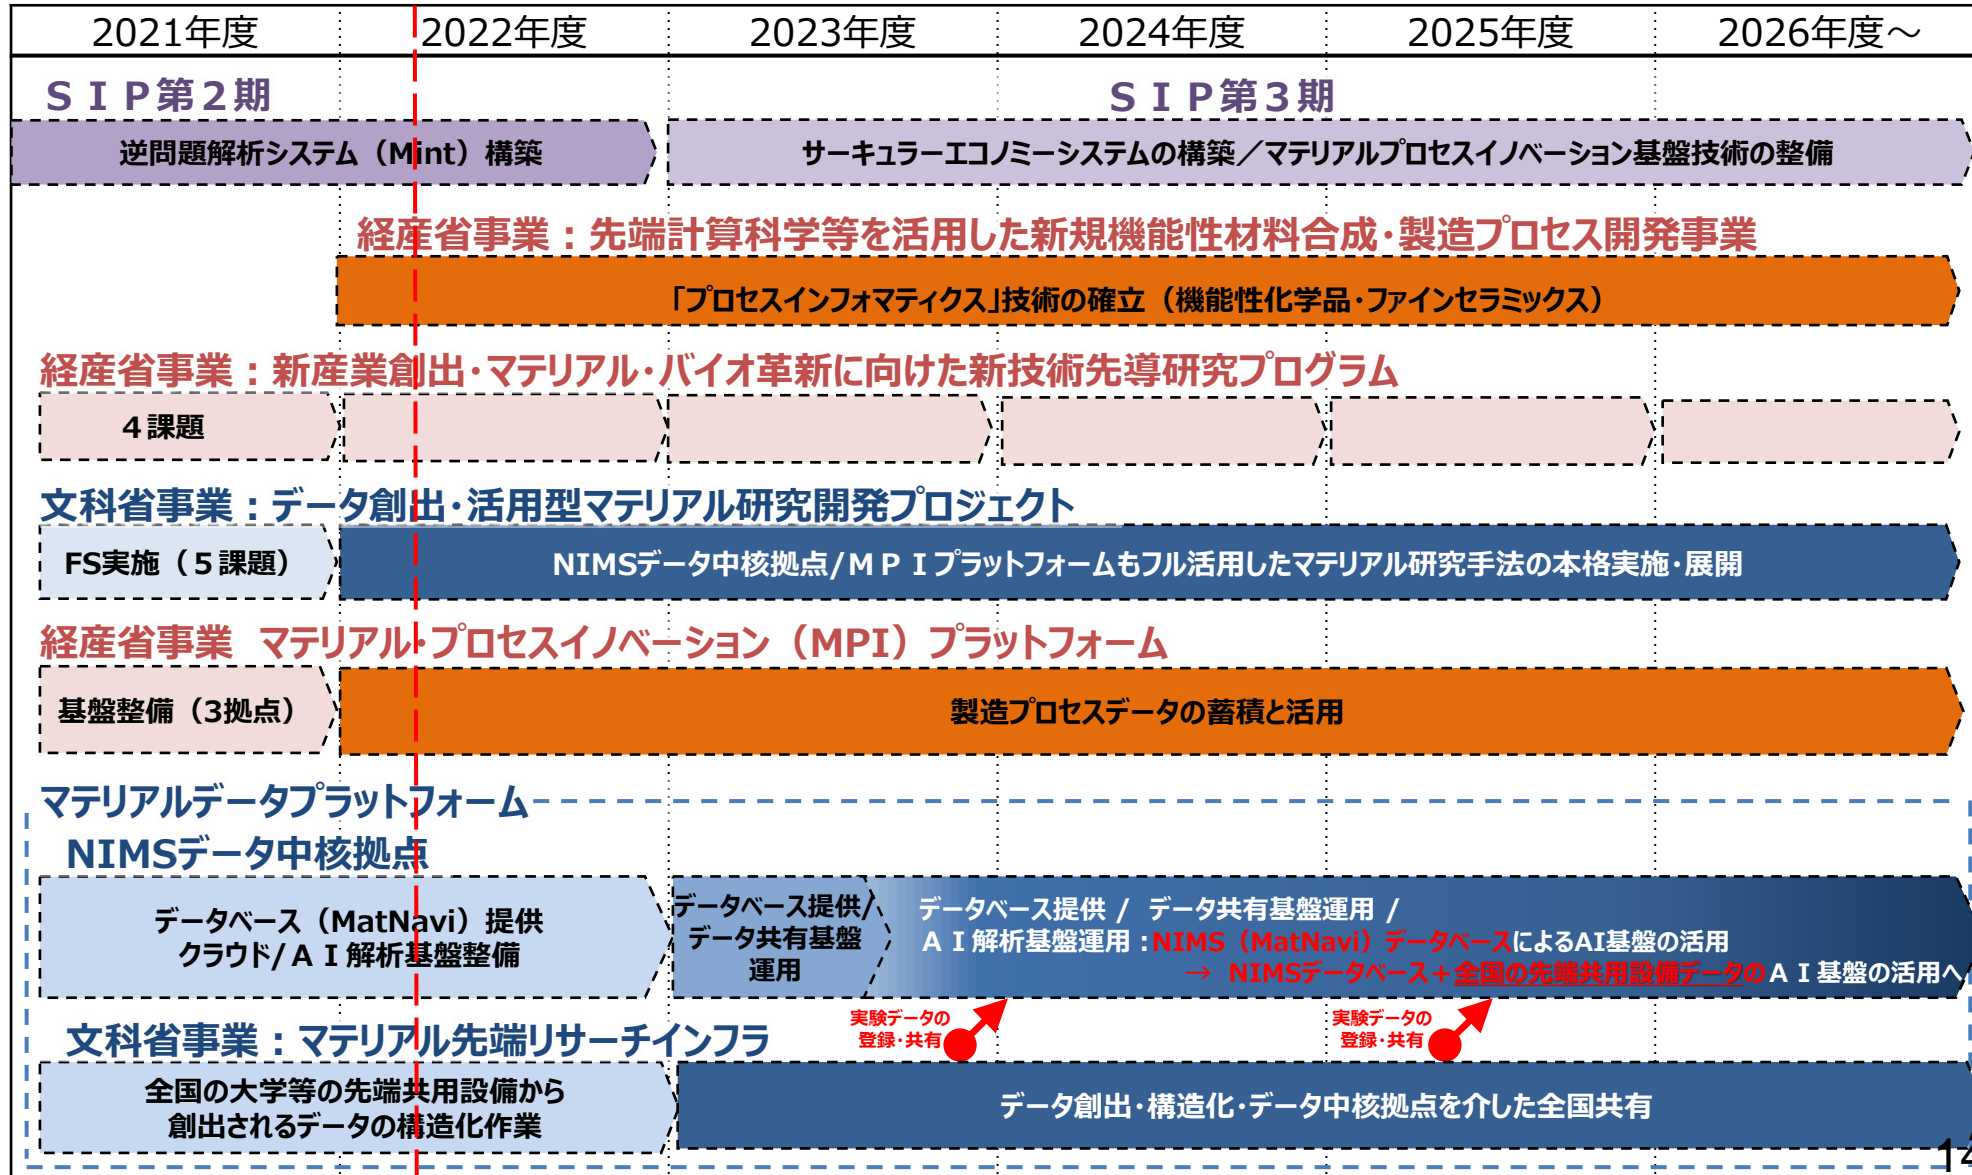 2021年度 2022年度 2023年度 2024年度 2025年度 2026年度～
ＳＩＰ第2期 ＳＩＰ第3期
逆問題解析システム（Mint）構築 サーキュラーエコノミーシステムの構築／マテリアルプロセスイノベーション基盤技術の整備
経産省事業：先端計算科学等を活用した新規機能性材料合成･製造プロセス開発事業
｢プロセスインフォマティクス｣技術の確立（機能性化学品･ファインセラミックス）
経産省事業：新産業創出･マテリアル･バイオ革新に向けた新技術先導研究プログラム
４課題
文科省事業：データ創出･活用型マテリアル研究開発プロジェクト
FS実施（５課題） NIMSデータ中核拠点/ＭＰＩプラットフォームもフル活用したマテリアル研究手法の本格実施･展開
経産省事業 マテリアル･プロセスイノベーション（MPI）プラットフォーム
基盤整備（3拠点） 製造プロセスデータの蓄積と活用
マテリアルデータプラットフォーム
NIMSデータ中核拠点
データベース（MatNavi）提供
クラウド/ＡＩ解析基盤整備
データベース提供/
データ共有基盤
運用
データベース提供 / データ共有基盤運用 /
ＡＩ解析基盤運用：NIMS（MatNavi）データベースによるAI基盤の活用
→ NIMSデータベース＋全国の先端共用設備データのＡＩ基盤の活用へ
実験データの
登録･共有
実験データの
登録･共有
文科省事業：マテリアル先端リサーチインフラ
全国の大学等の先端共用設備から
創出されるデータの構造化作業
データ創出･構造化･データ中核拠点を介した全国共有
14